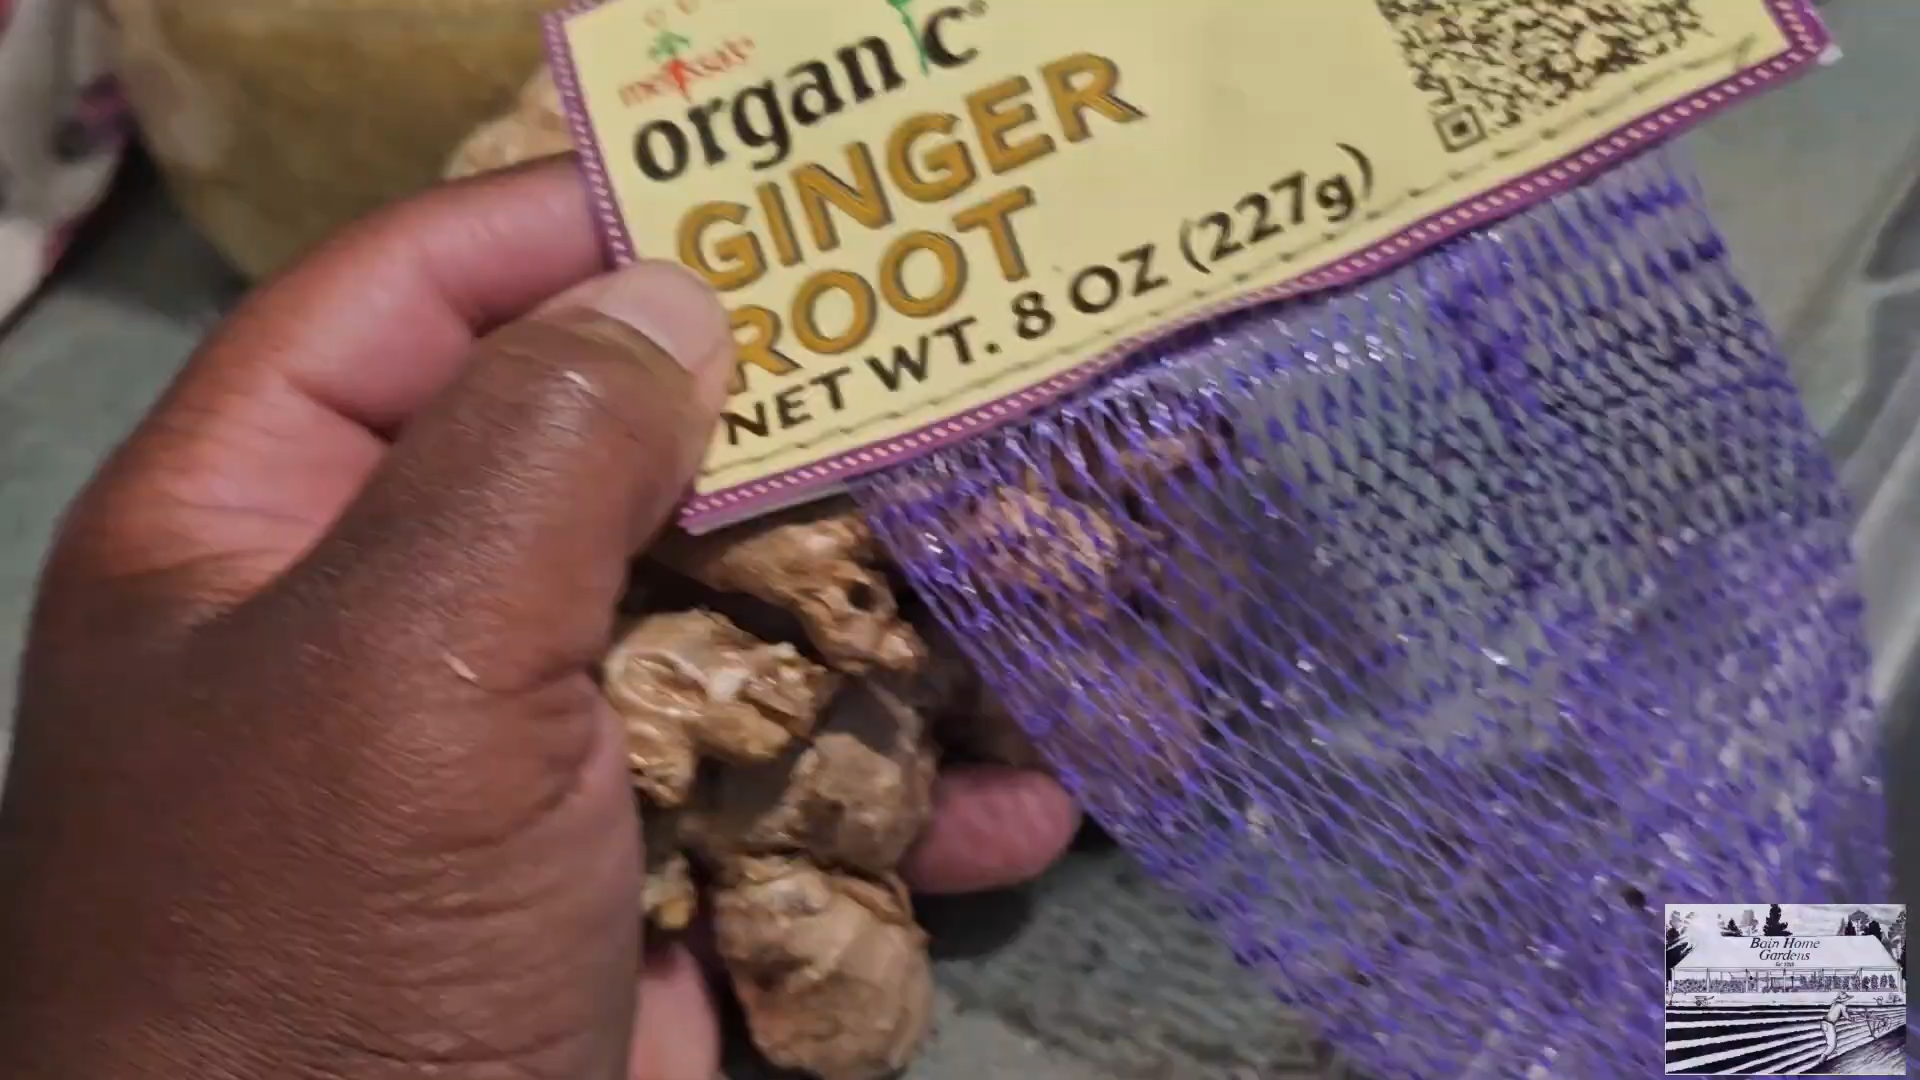 organic®
GINGER
ROOT
NET WT. 8 OZ (227g)
Bain Home
Gardens